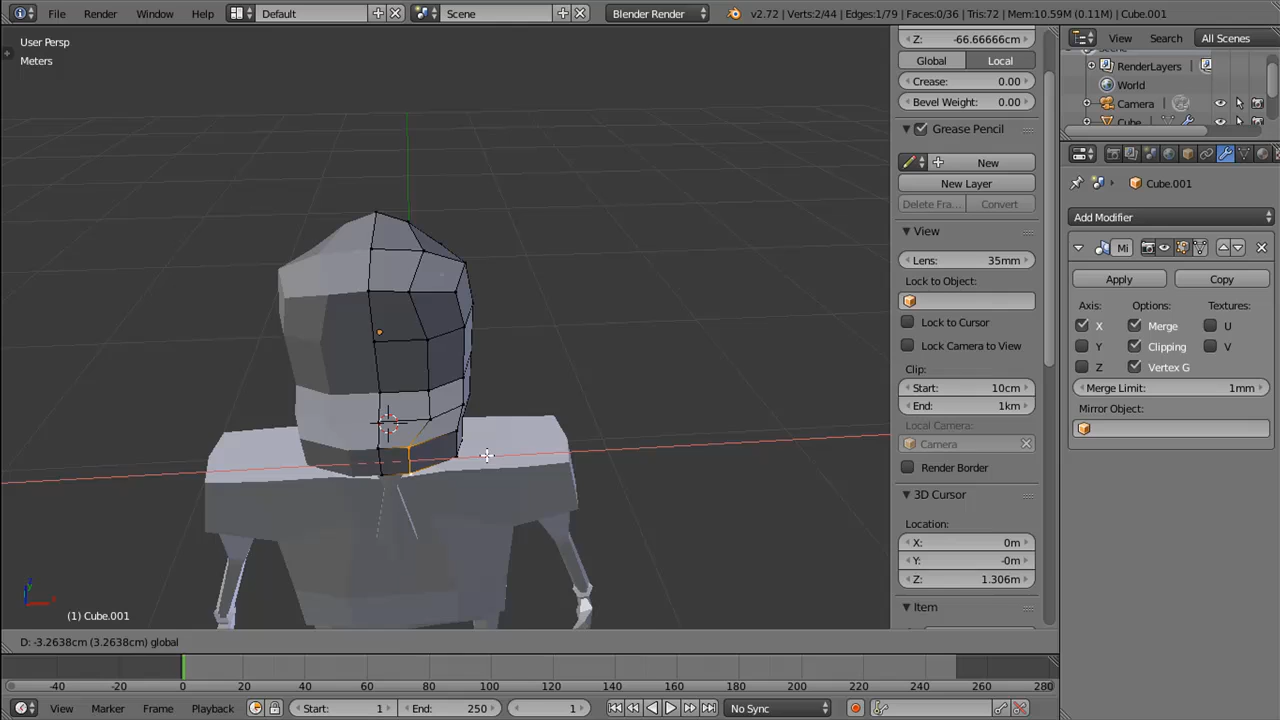 File Render Window Help Default Scene Blender Render v2.72 | Verts:2/44 | Edges:1/79 | Faces:0/36 | Tris:72 | Mem:10.59M (0.11M) | Cube.001
User Persp
Meters
Z: -66.66666cm
Global Local
Crease: 0.00
Bevel Weight: 0.00
Grease Pencil
New
New Layer
Delete Fra... Convert
View
Lens: 35mm
Lock to Object:
Lock to Cursor
Lock Camera to View
Clip:
Start: 10cm
End: 1km
Local Camera:
Camera
Render Border
3D Cursor
Location:
X: 0m
Y: -0m
Z: 1.306m
Item
View Search All Scenes
RenderLayers
World
Camera
Cube
Cube.001
Add Modifier
Mi
Apply Copy
Axis: Options: Textures:
X Merge U
Y Clipping V
Z Vertex G
Merge Limit: 1mm
Mirror Object:
(1) Cube.001
D: -3.2638cm (3.2638cm) global
-40 -20 0 20 40 60 80 100 120 140 160 180 200 220 240 260 280
View Marker Frame Playback Start: 1 End: 250 1 No Sync